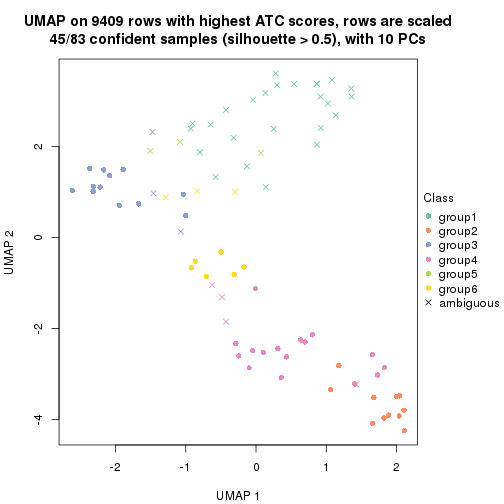 UMAP on 9409 rows with highest ATC scores, rows are scaled
45/83 confident samples (silhouette > 0.5), with 10 PCs
UMAP 2
2
0
-2
-4
-2
-1
0
1
2
UMAP 1
Class
group1
group2
group3
group4
group5
group6
ambiguous